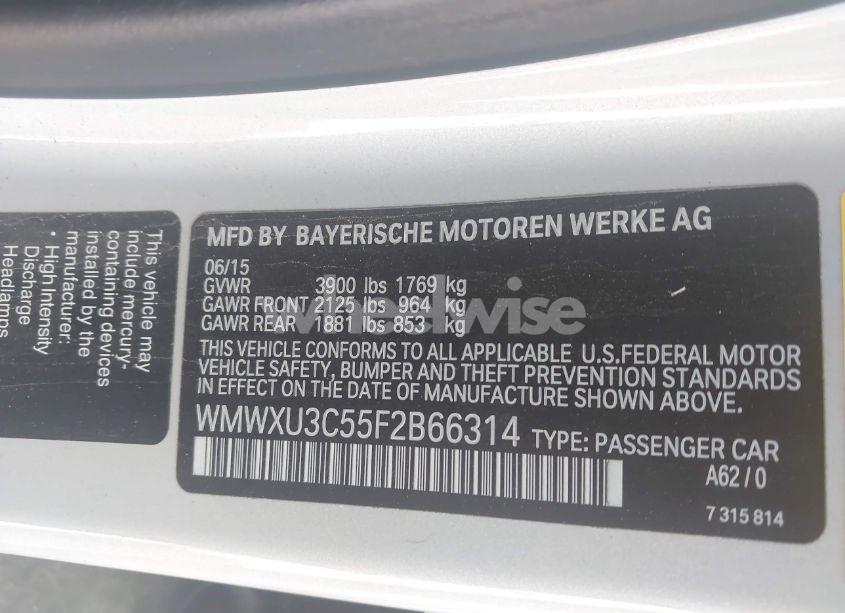 This vehicle may
include mercury-
containing devices
installed by the
manufacturer:
• High Intensity
Discharge
Headlamps
MFD BY BAYERISCHE MOTOREN WERKE AG
06/15
GVWR 3900 lbs 1769 kg
GAWR FRONT 2125 lbs 964 kg
GAWR REAR 1881 lbs 853 kg
THIS VEHICLE CONFORMS TO ALL APPLICABLE U.S.FEDERAL MOTOR
VEHICLE SAFETY, BUMPER AND THEFT PREVENTION STANDARDS
IN EFFECT ON THE DATE OF MANUFACTURE SHOWN ABOVE.
WMWXU3C55F2B66314 TYPE: PASSENGER CAR
A62/0
7 315 814
wheelwise